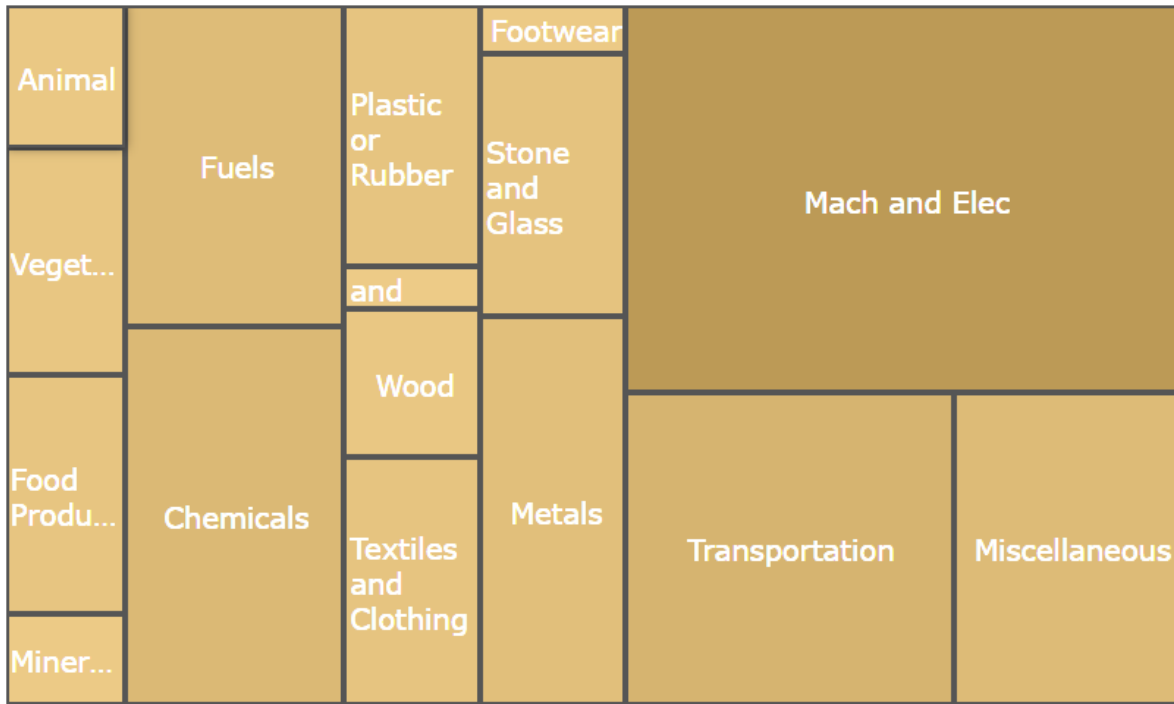 Animal
Veget...
Food
Produ...
Miner...
Fuels
Chemicals
Plastic
or
Rubber
and
Wood
Textiles
and
Clothing
Footwear
Stone
and
Glass
Metals
Mach and Elec
Transportation
Miscellaneous